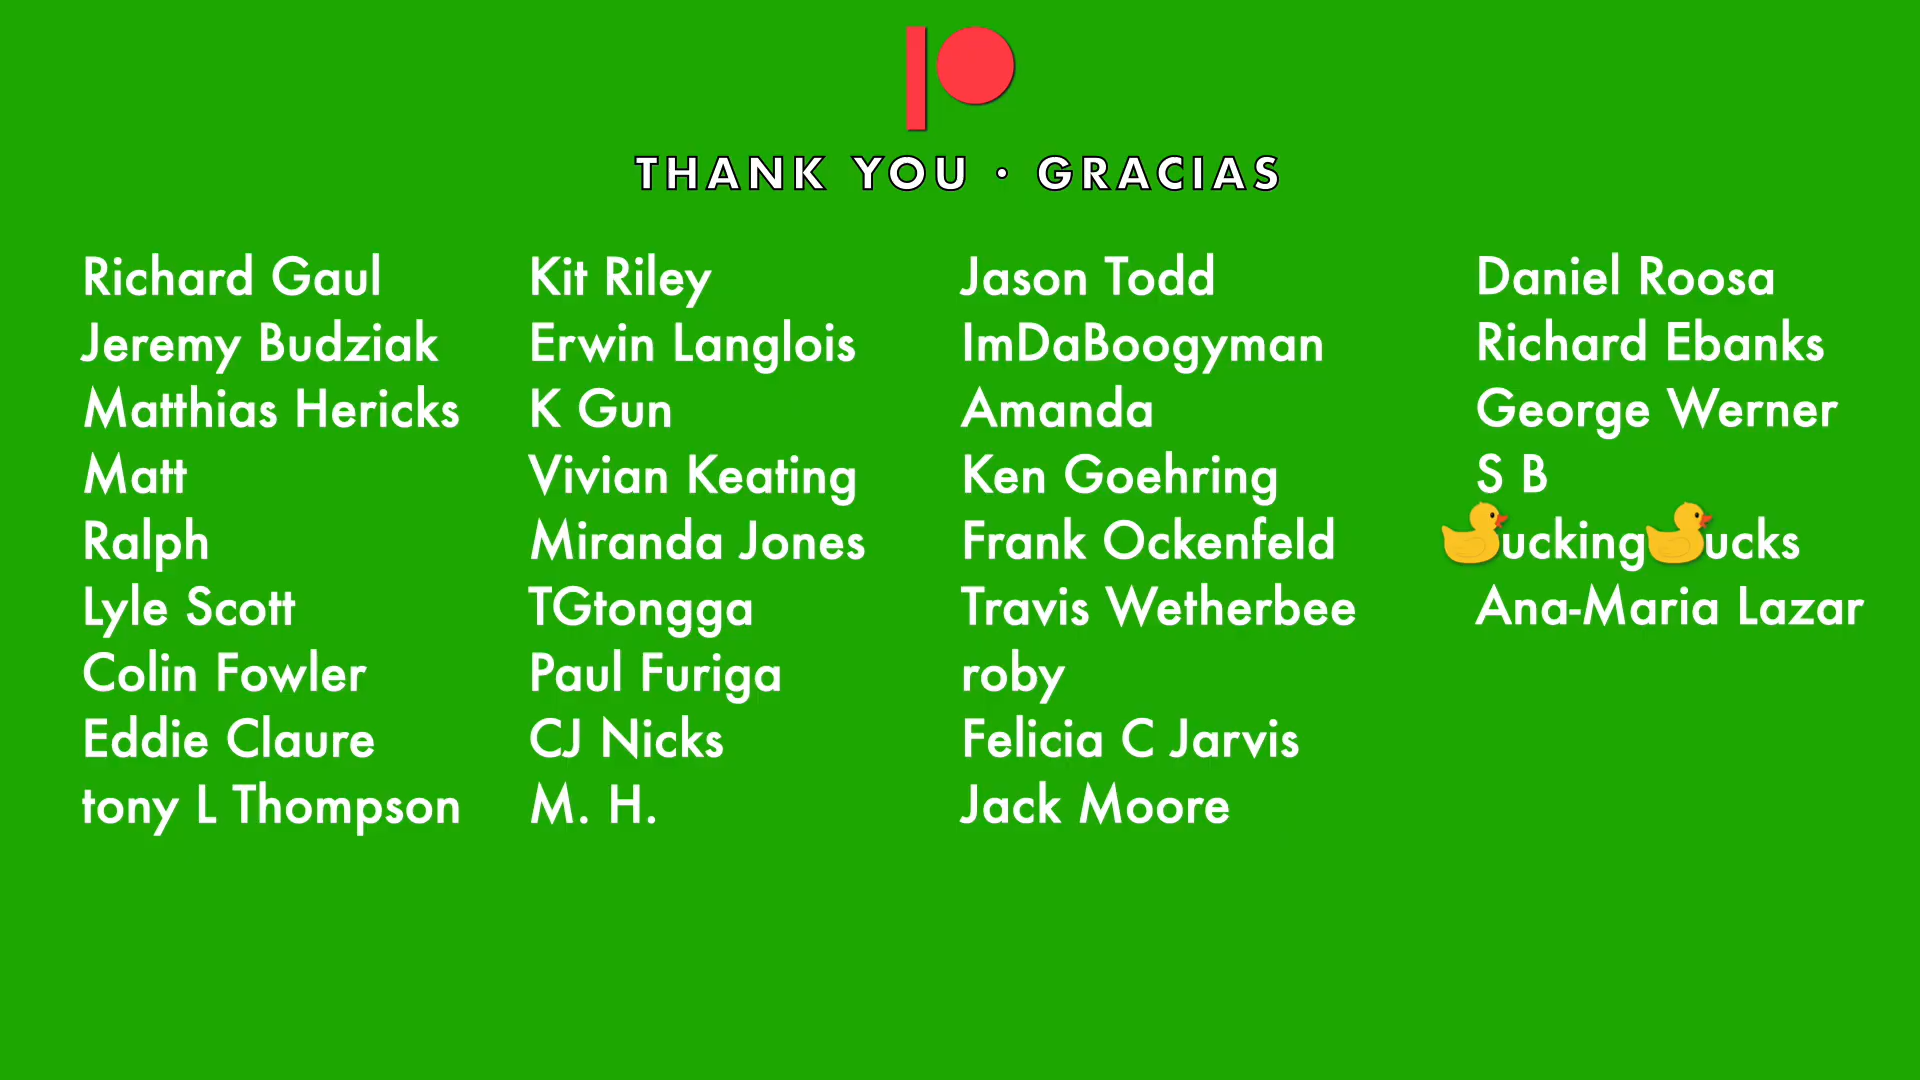 THANK YOU · GRACIAS
Richard Gaul
Jeremy Budziak
Matthias Hericks
Matt
Ralph
Lyle Scott
Colin Fowler
Eddie Claure
tony L Thompson
Kit Riley
Erwin Langlois
K Gun
Vivian Keating
Miranda Jones
TGtongga
Paul Furiga
CJ Nicks
M. H.
Jason Todd
ImDaBoogyman
Amanda
Ken Goehring
Frank Ockenfeld
Travis Wetherbee
roby
Felicia C Jarvis
Jack Moore
Daniel Roosa
Richard Ebanks
George Werner
S B
🦆ucking🦆ucks
Ana-Maria Lazar